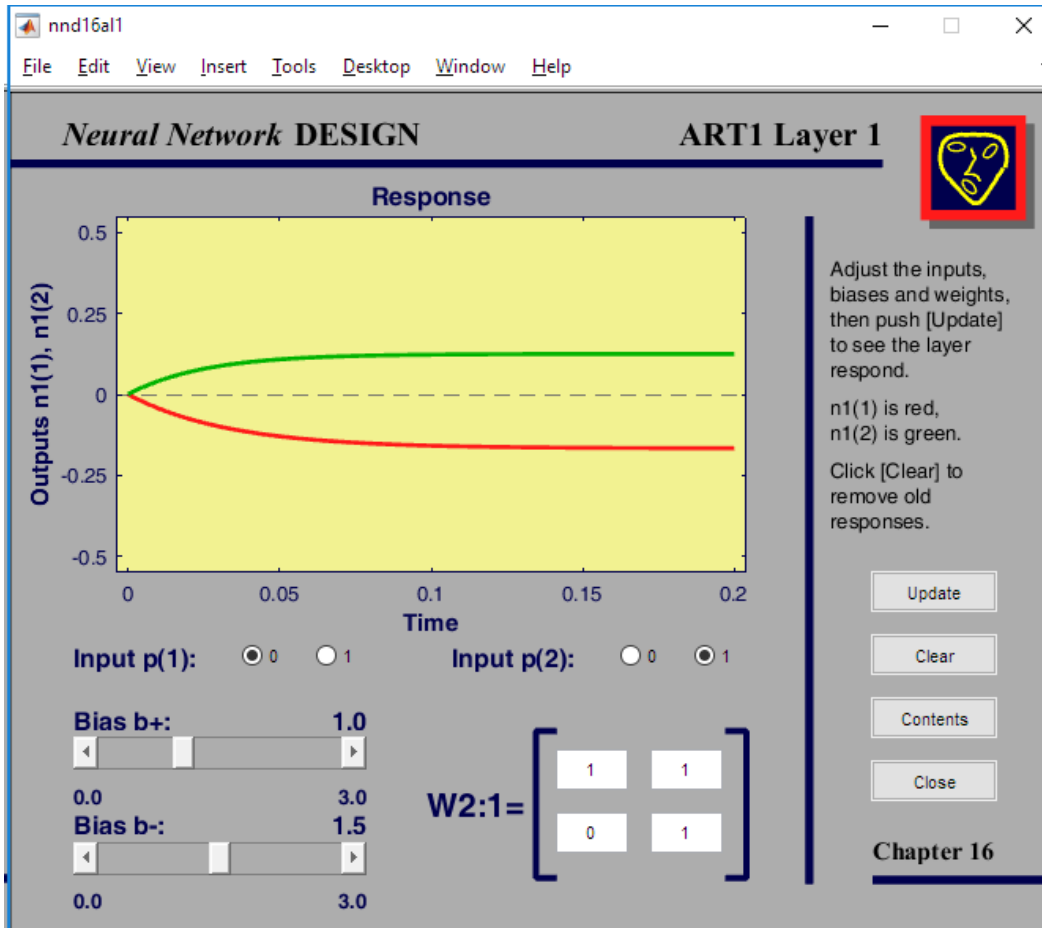 nnd16al1
File Edit View Insert Tools Desktop Window Help
Neural Network DESIGN
ART1 Layer 1
Response
Outputs n1(1), n1(2)
0.5
0.25
0
-0.25
-0.5
0 0.05 0.1 0.15 0.2
Time
Adjust the inputs,
biases and weights,
then push [Update]
to see the layer
respond.
n1(1) is red,
n1(2) is green.
Click [Clear] to
remove old
responses.
Update
Clear
Contents
Close
Input p(1): 0 1
Input p(2): 0 1
Bias b+: 1.0
0.0 3.0
Bias b-: 1.5
0.0 3.0
W2:1=
1 1
0 1
Chapter 16